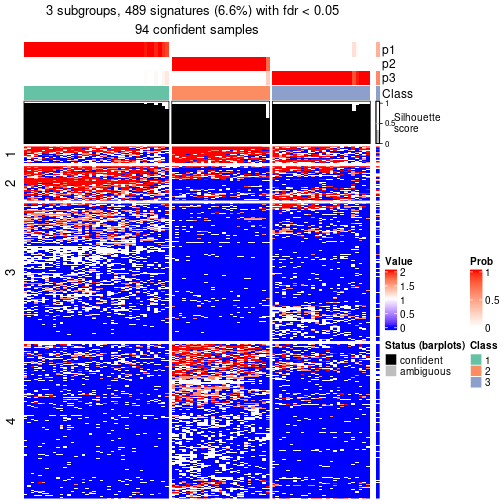 3 subgroups, 489 signatures (6.6%) with fdr < 0.05
94 confident samples
p1
p2
p3
Class
1
0.5
0
Silhouette
score
1
2
3
4
Value
2
1.5
1
0.5
0
Prob
1
0.5
0
Status (barplots)
confident
ambiguous
Class
1
2
3